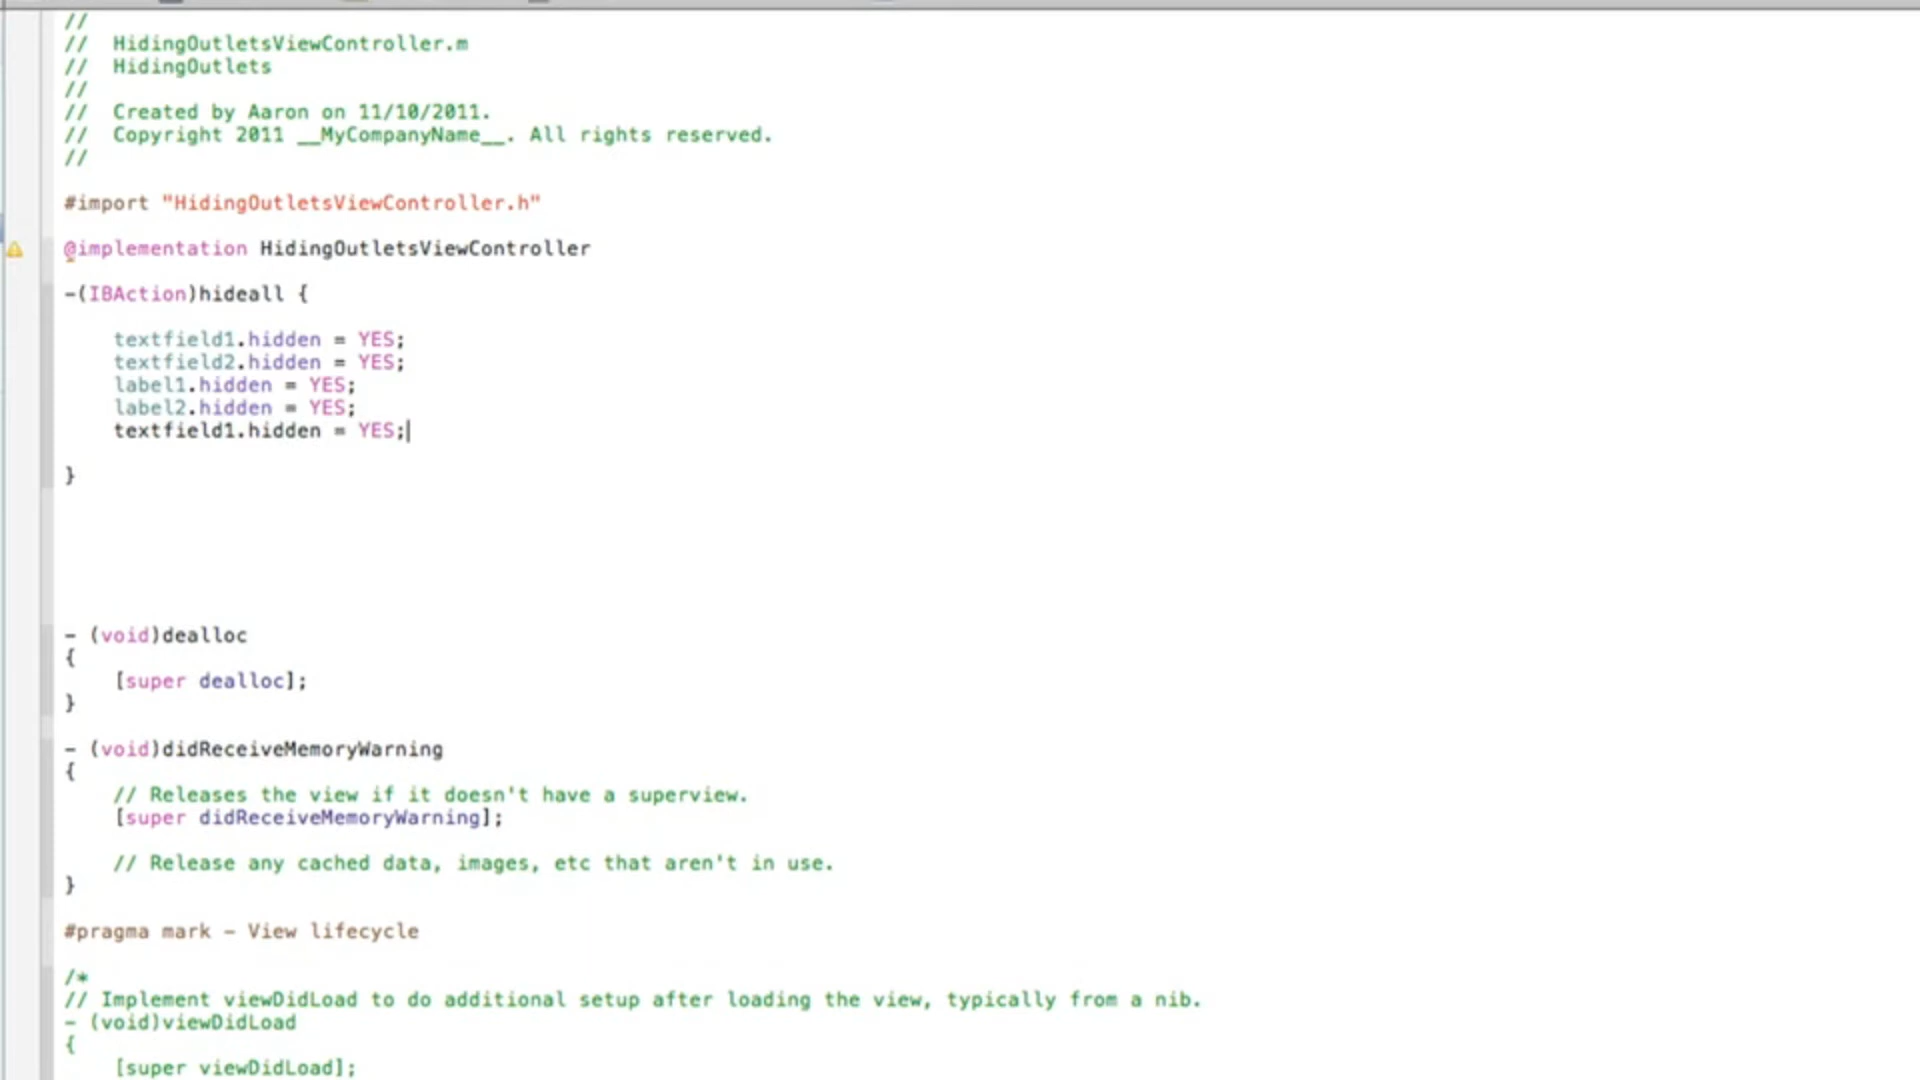 //
//  HidingOutletsViewController.m
//  HidingOutlets
//
//  Created by Aaron on 11/10/2011.
//  Copyright 2011 __MyCompanyName__. All rights reserved.
//
#import "HidingOutletsViewController.h"
@implementation HidingOutletsViewController
-(IBAction)hideall {
textfield1.hidden = YES;
textfield2.hidden = YES;
label1.hidden = YES;
label2.hidden = YES;
textfield1.hidden = YES;
}
- (void)dealloc
{
[super dealloc];
}
- (void)didReceiveMemoryWarning
{
// Releases the view if it doesn't have a superview.
[super didReceiveMemoryWarning];
// Release any cached data, images, etc that aren't in use.
}
#pragma mark - View lifecycle
/*
// Implement viewDidLoad to do additional setup after loading the view, typically from a nib.
- (void)viewDidLoad
{
[super viewDidLoad];